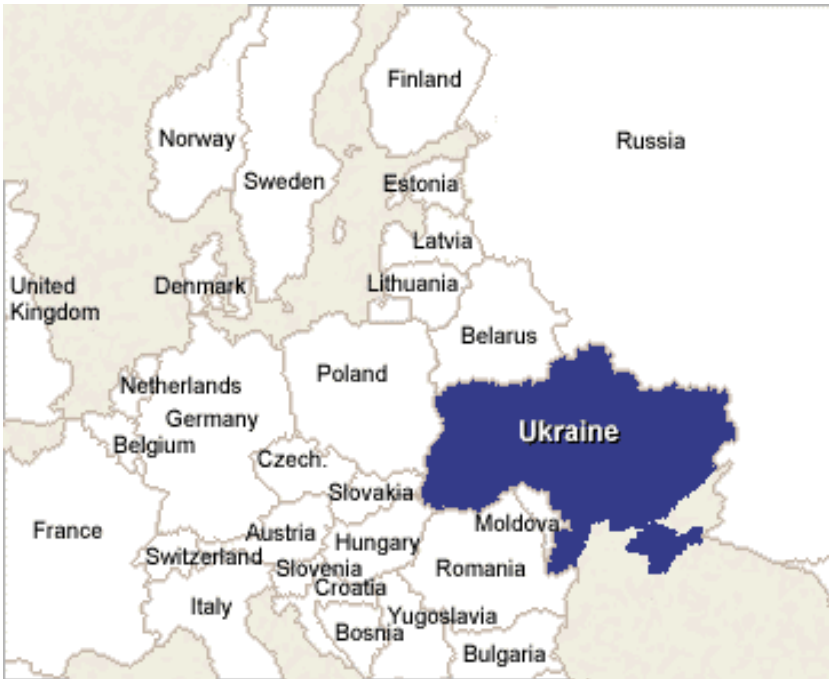 Finland
Norway
Russia
Sweden
Estonia
Latvia
United
Kingdom
Denmark
Lithuania
Belarus
Poland
Netherlands
Germany
Ukraine
Belgium
Czech.
Slovakia
France
Moldova
Austria
Hungary
Switzerland
Slovenia
Romania
Croatia
Italy
Yugoslavia
Bosnia
Bulgaria